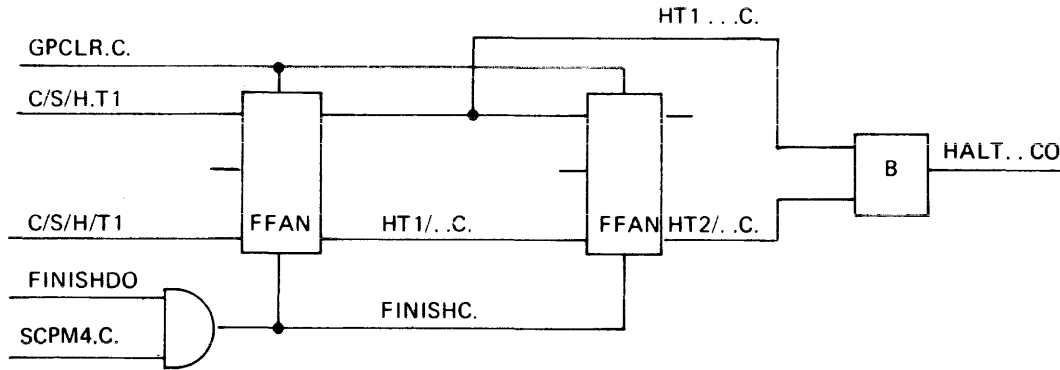 HT1 . . . C.
GPCLR.C.
C/S/H.T1
B
HALT. . CO
C/S/H/T1
FFAN
HT1/. .C.
FFAN
HT2/. .C.
FINISHDO
FINISHC.
SCPM4.C.